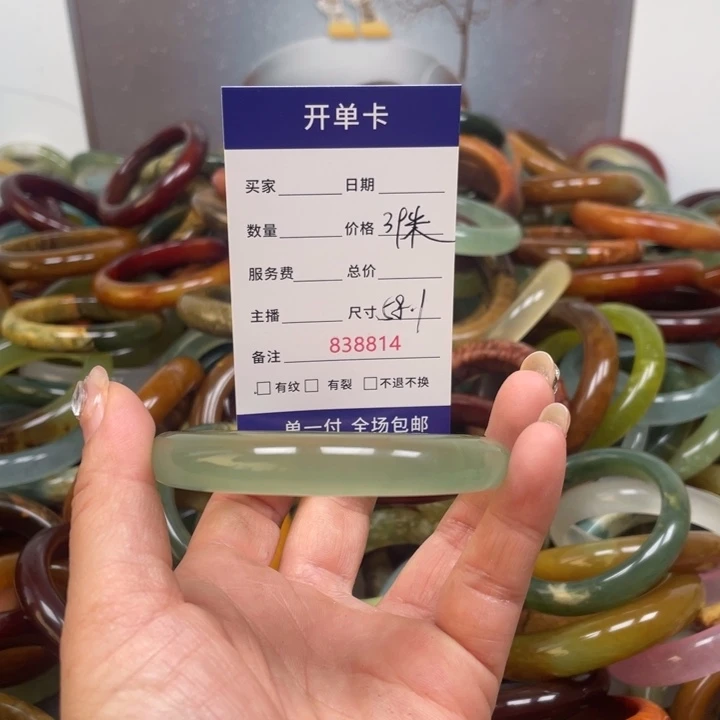 开单卡
买家 日期
数量 价格 39米
服务费 总价
主播 尺寸 58.1
备注 838814
有纹 有裂 不退不换
单一付 全场包邮